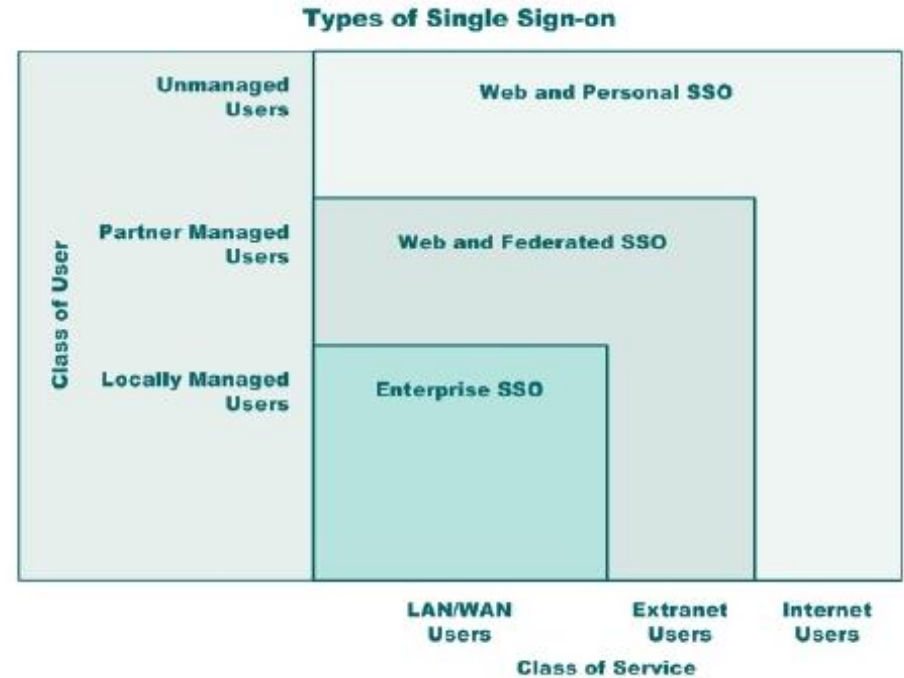 Types of Single Sign-on
Unmanaged
Users
Web and Personal SSO
Partner Managed
Users
Web and Federated SSO
Class of User
Locally Managed
Users
Enterprise SSO
LAN/WAN
Users
Extranet
Users
Internet
Users
Class of Service